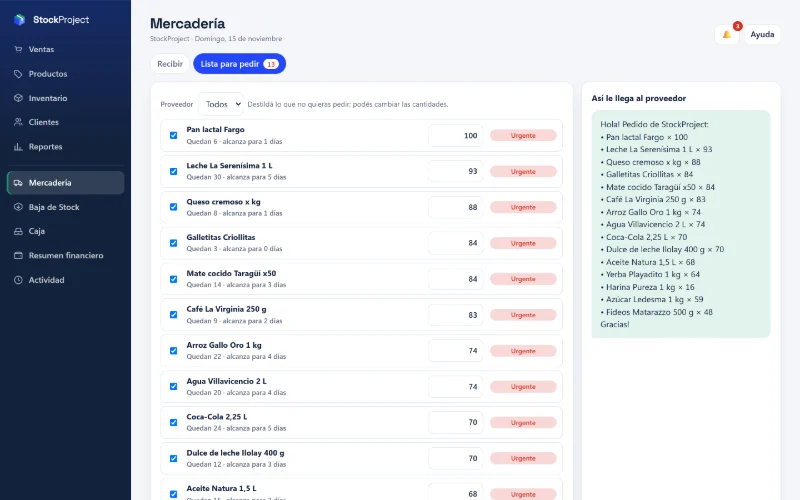 StockProject
Ventas
Productos
Inventario
Clientes
Reportes
Mercadería
Baja de Stock
Caja
Resumen financiero
Actividad
Mercadería
StockProject · Domingo, 15 de noviembre
3
Ayuda
Recibir
Lista para pedir 13
Proveedor Todos Destildá lo que no quieras pedir; podés cambiar las cantidades.
Pan lactal Fargo
Quedan 6 · alcanza para 1 días
100 Urgente
Leche La Serenísima 1 L
Quedan 30 · alcanza para 5 días
93 Urgente
Queso cremoso x kg
Quedan 8 · alcanza para 1 días
88 Urgente
Galletitas Criollitas
Quedan 3 · alcanza para 0 días
84 Urgente
Mate cocido Taragüi x50
Quedan 14 · alcanza para 3 días
84 Urgente
Café La Virginia 250 g
Quedan 9 · alcanza para 2 días
83 Urgente
Arroz Gallo Oro 1 kg
Quedan 22 · alcanza para 4 días
74 Urgente
Agua Villavicencio 2 L
Quedan 20 · alcanza para 4 días
74 Urgente
Coca-Cola 2,25 L
Quedan 24 · alcanza para 5 días
70 Urgente
Dulce de leche Ilolay 400 g
Quedan 12 · alcanza para 3 días
70 Urgente
Aceite Natura 1,5 L
68 Urgente
Así le llega al proveedor
Hola! Pedido de StockProject:
• Pan lactal Fargo × 100
• Leche La Serenísima 1 L × 93
• Queso cremoso x kg × 88
• Galletitas Criollitas × 84
• Mate cocido Taragüi x50 × 84
• Café La Virginia 250 g × 83
• Arroz Gallo Oro 1 kg × 74
• Agua Villavicencio 2 L × 74
• Coca-Cola 2,25 L × 70
• Dulce de leche Ilolay 400 g × 70
• Aceite Natura 1,5 L × 68
• Yerba Playadito 1 kg × 64
• Harina Pureza 1 kg × 16
• Azúcar Ledesma 1 kg × 59
• Fideos Matarazzo 500 g × 48
Gracias!